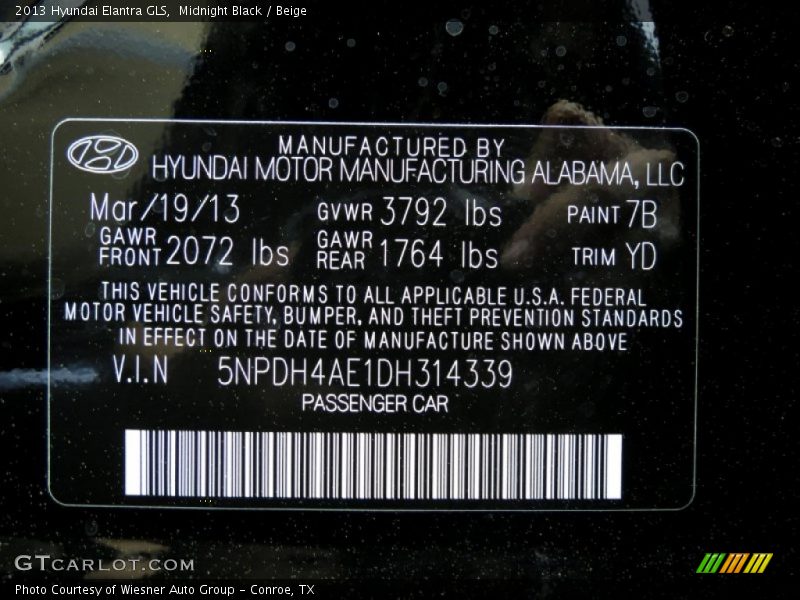 2013 Hyundai Elantra GLS,  Midnight Black / Beige
MANUFACTURED BY
HYUNDAI MOTOR MANUFACTURING ALABAMA, LLC
Mar/19/13 GVWR 3792 lbs PAINT 7B
GAWR FRONT 2072 lbs GAWR REAR 1764 lbs TRIM YD
THIS VEHICLE CONFORMS TO ALL APPLICABLE U.S.A. FEDERAL
MOTOR VEHICLE SAFETY, BUMPER, AND THEFT PREVENTION STANDARDS
IN EFFECT ON THE DATE OF MANUFACTURE SHOWN ABOVE
V.I.N 5NPDH4AE1DH314339
PASSENGER CAR
GTCARLOT.COM
Photo Courtesy of Wiesner Auto Group - Conroe, TX